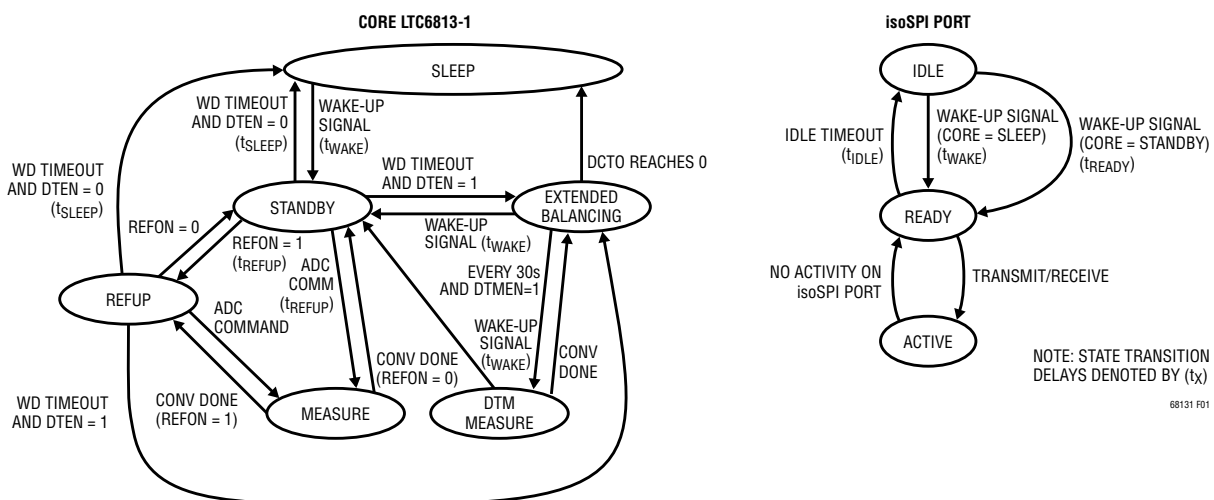 CORE LTC6813-1
SLEEP
WD TIMEOUT
AND DTEN = 0
(tSLEEP)
WAKE-UP
SIGNAL
(tWAKE)
WD TIMEOUT
AND DTEN = 0
(tSLEEP)
WD TIMEOUT
AND DTEN = 1
DCTO REACHES 0
STANDBY
EXTENDED
BALANCING
REFON = 0
REFON = 1
(tREFUP)
WAKE-UP
SIGNAL (tWAKE)
ADC
COMM
(tREFUP)
EVERY 30s
AND DTMEN=1
REFUP
ADC
COMMAND
WAKE-UP
SIGNAL
(tWAKE)
CONV
DONE
CONV DONE
(REFON = 0)
CONV DONE
(REFON = 1)
WD TIMEOUT
AND DTEN = 1
MEASURE
DTM
MEASURE
isoSPI PORT
IDLE
IDLE TIMEOUT
(tIDLE)
WAKE-UP SIGNAL
(CORE = SLEEP)
(tWAKE)
WAKE-UP SIGNAL
(CORE = STANDBY)
(tREADY)
READY
NO ACTIVITY ON
isoSPI PORT
TRANSMIT/RECEIVE
ACTIVE
NOTE: STATE TRANSITION
DELAYS DENOTED BY (tX)
68131 F01